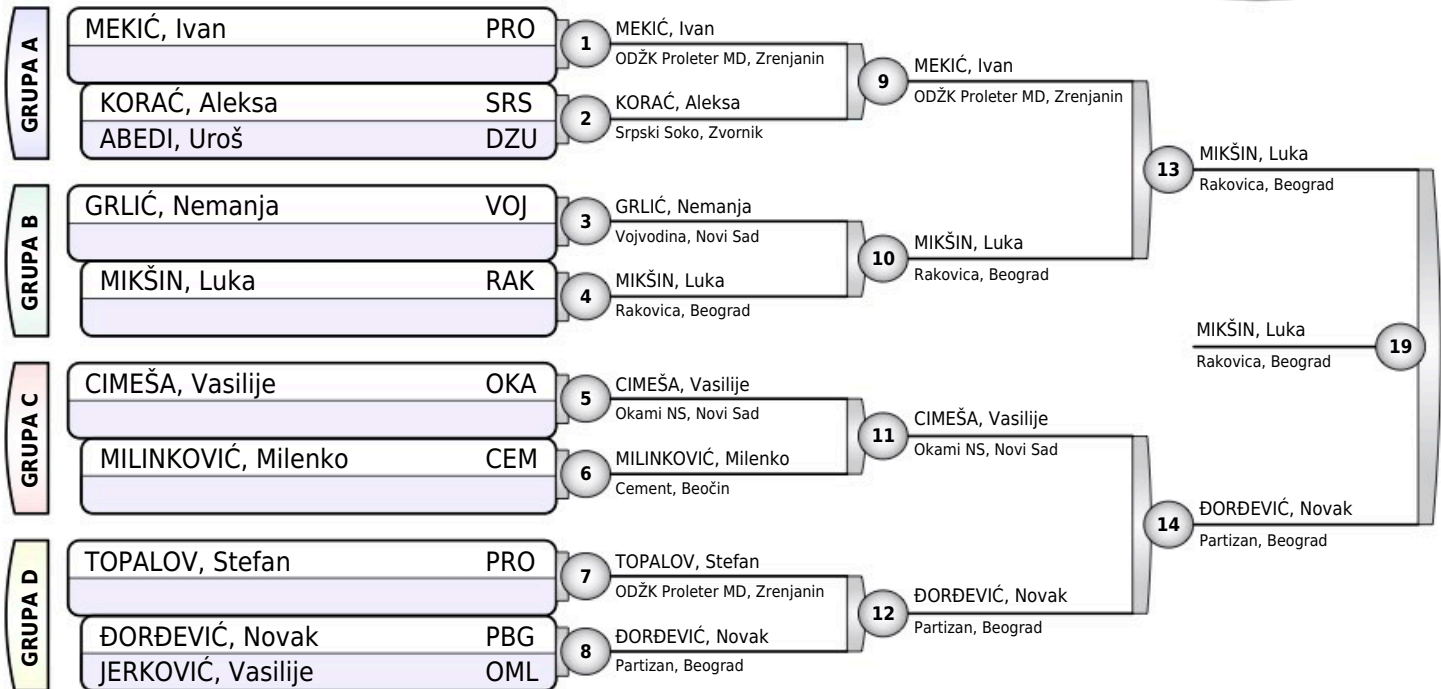 GRUPA A
MEKIĆ, Ivan PRO
KORAĆ, Aleksa SRS
ABEDI, Uroš DZU
GRUPA B
GRLIĆ, Nemanja VOJ
MIKŠIN, Luka RAK
GRUPA C
CIMEŠA, Vasilije OKA
MILINKOVIĆ, Milenko CEM
GRUPA D
TOPALOV, Stefan PRO
ĐORĐEVIĆ, Novak PBG
JERKOVIĆ, Vasilije OML
1
MEKIĆ, Ivan
ODŽK Proleter MD, Zrenjanin
2
KORAĆ, Aleksa
Srpski Soko, Zvornik
3
GRLIĆ, Nemanja
Vojvodina, Novi Sad
4
MIKŠIN, Luka
Rakovica, Beograd
5
CIMEŠA, Vasilije
Okami NS, Novi Sad
6
MILINKOVIĆ, Milenko
Cement, Beočin
7
TOPALOV, Stefan
ODŽK Proleter MD, Zrenjanin
8
ĐORĐEVIĆ, Novak
Partizan, Beograd
9
MEKIĆ, Ivan
ODŽK Proleter MD, Zrenjanin
10
MIKŠIN, Luka
Rakovica, Beograd
11
CIMEŠA, Vasilije
Okami NS, Novi Sad
12
ĐORĐEVIĆ, Novak
Partizan, Beograd
13
MIKŠIN, Luka
Rakovica, Beograd
14
ĐORĐEVIĆ, Novak
Partizan, Beograd
MIKŠIN, Luka
Rakovica, Beograd
19